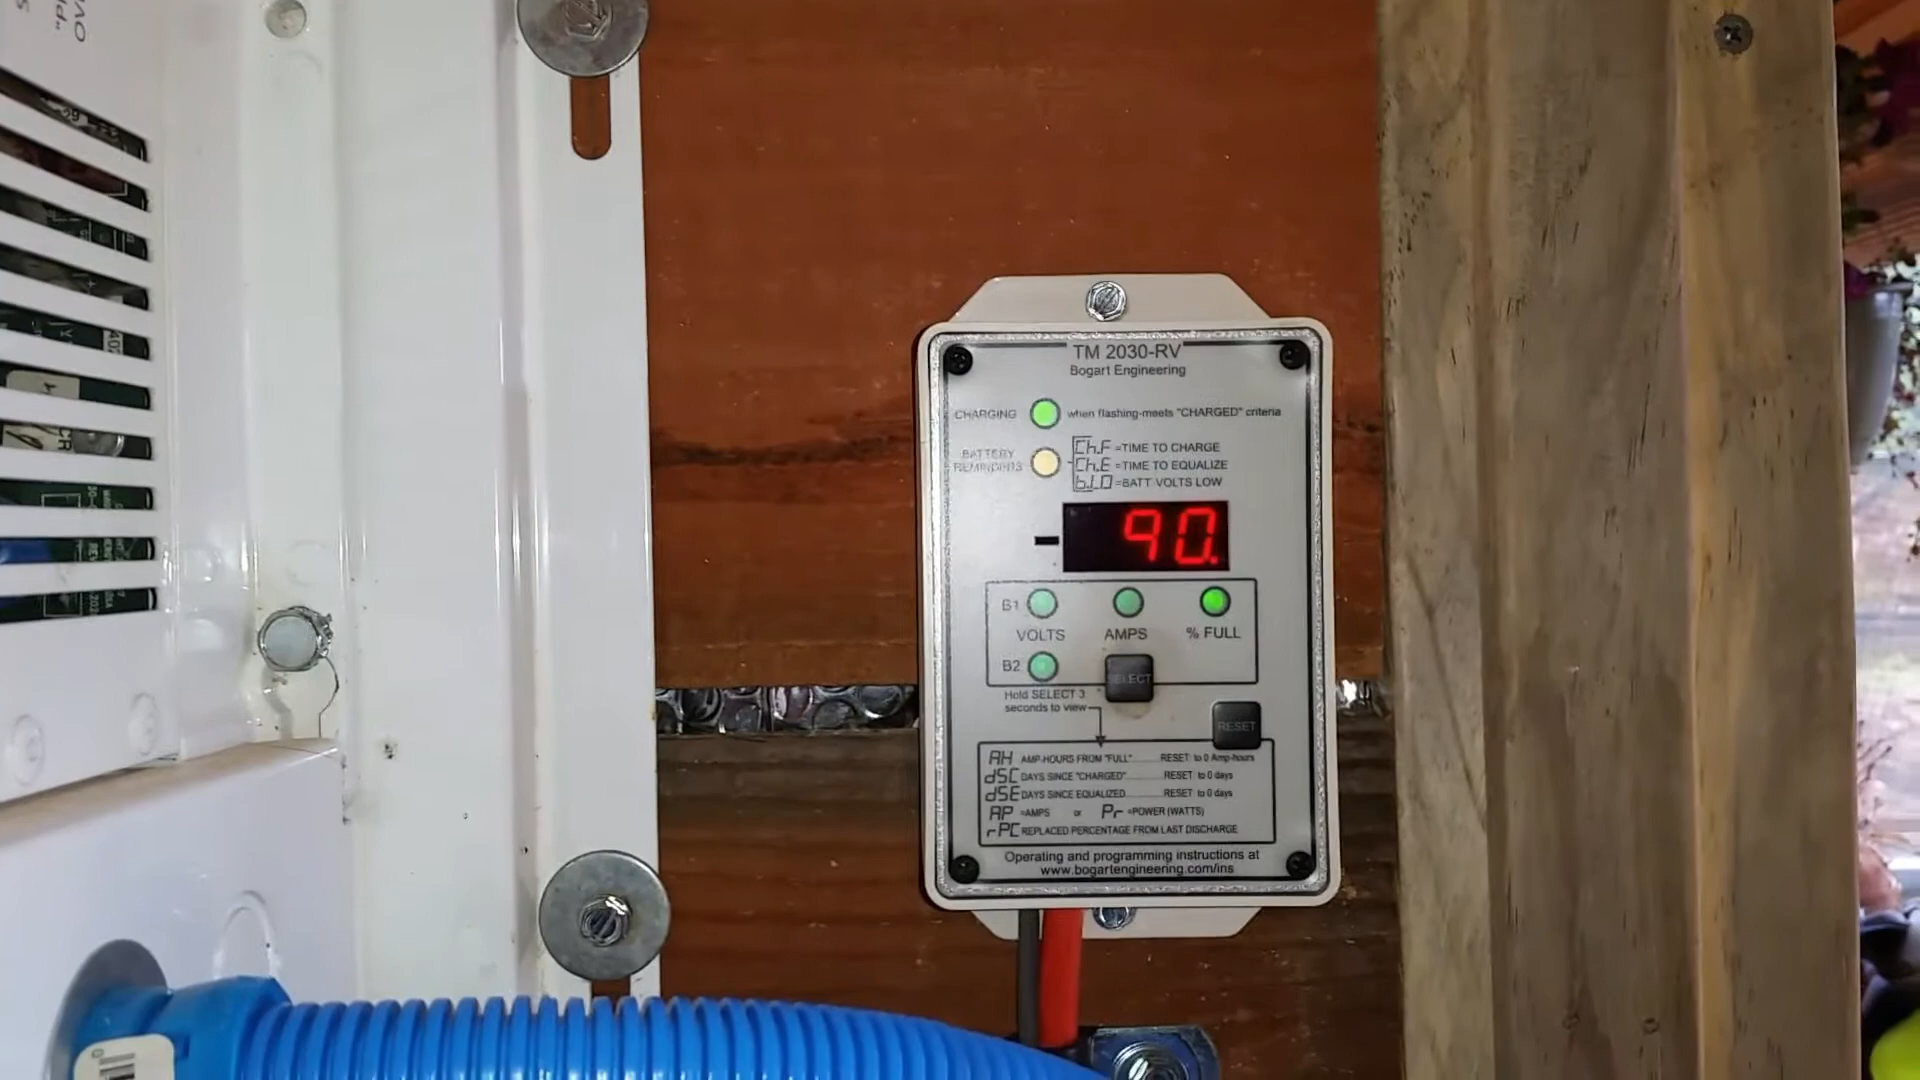 TM 2030-RV
Bogart Engineering
CHARGING when flashing-meets "CHARGED" criteria
BATTERY REMINDERS
Ch.F =TIME TO CHARGE
Ch.E =TIME TO EQUALIZE
b.LO =BATT VOLTS LOW
90.
B1
VOLTS AMPS % FULL
B2
SELECT
Hold SELECT 3
seconds to view
RESET
AH AMP-HOURS FROM "FULL"........RESET to 0 Amp-hours
dSC DAYS SINCE "CHARGED"........RESET to 0 days
dSE DAYS SINCE EQUALIZED........RESET to 0 days
AP =AMPS or Pr =POWER (WATTS)
rPC REPLACED PERCENTAGE FROM LAST DISCHARGE
Operating and programming instructions at
www.bogartengineering.com/ins